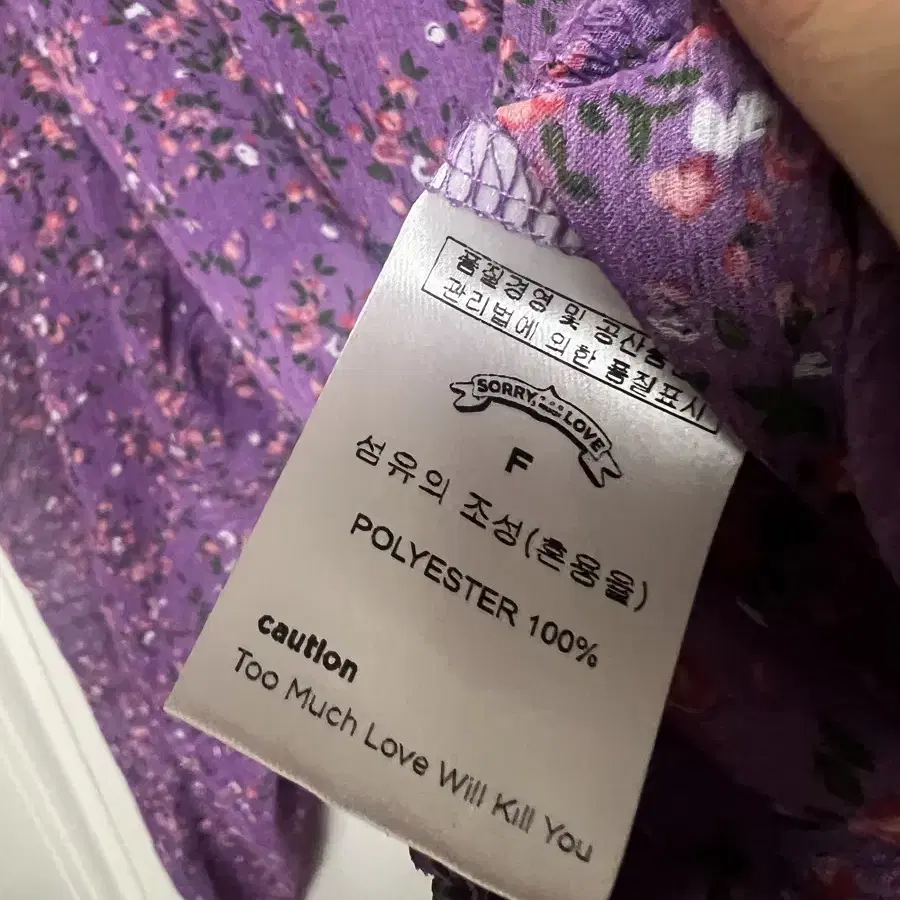 품질경영 및 공산품
관리법에 의한 품질표시
SORRY, LOVE
F
섬유의 조성(혼용율)
POLYESTER 100%
caution
Too Much Love Will Kill You